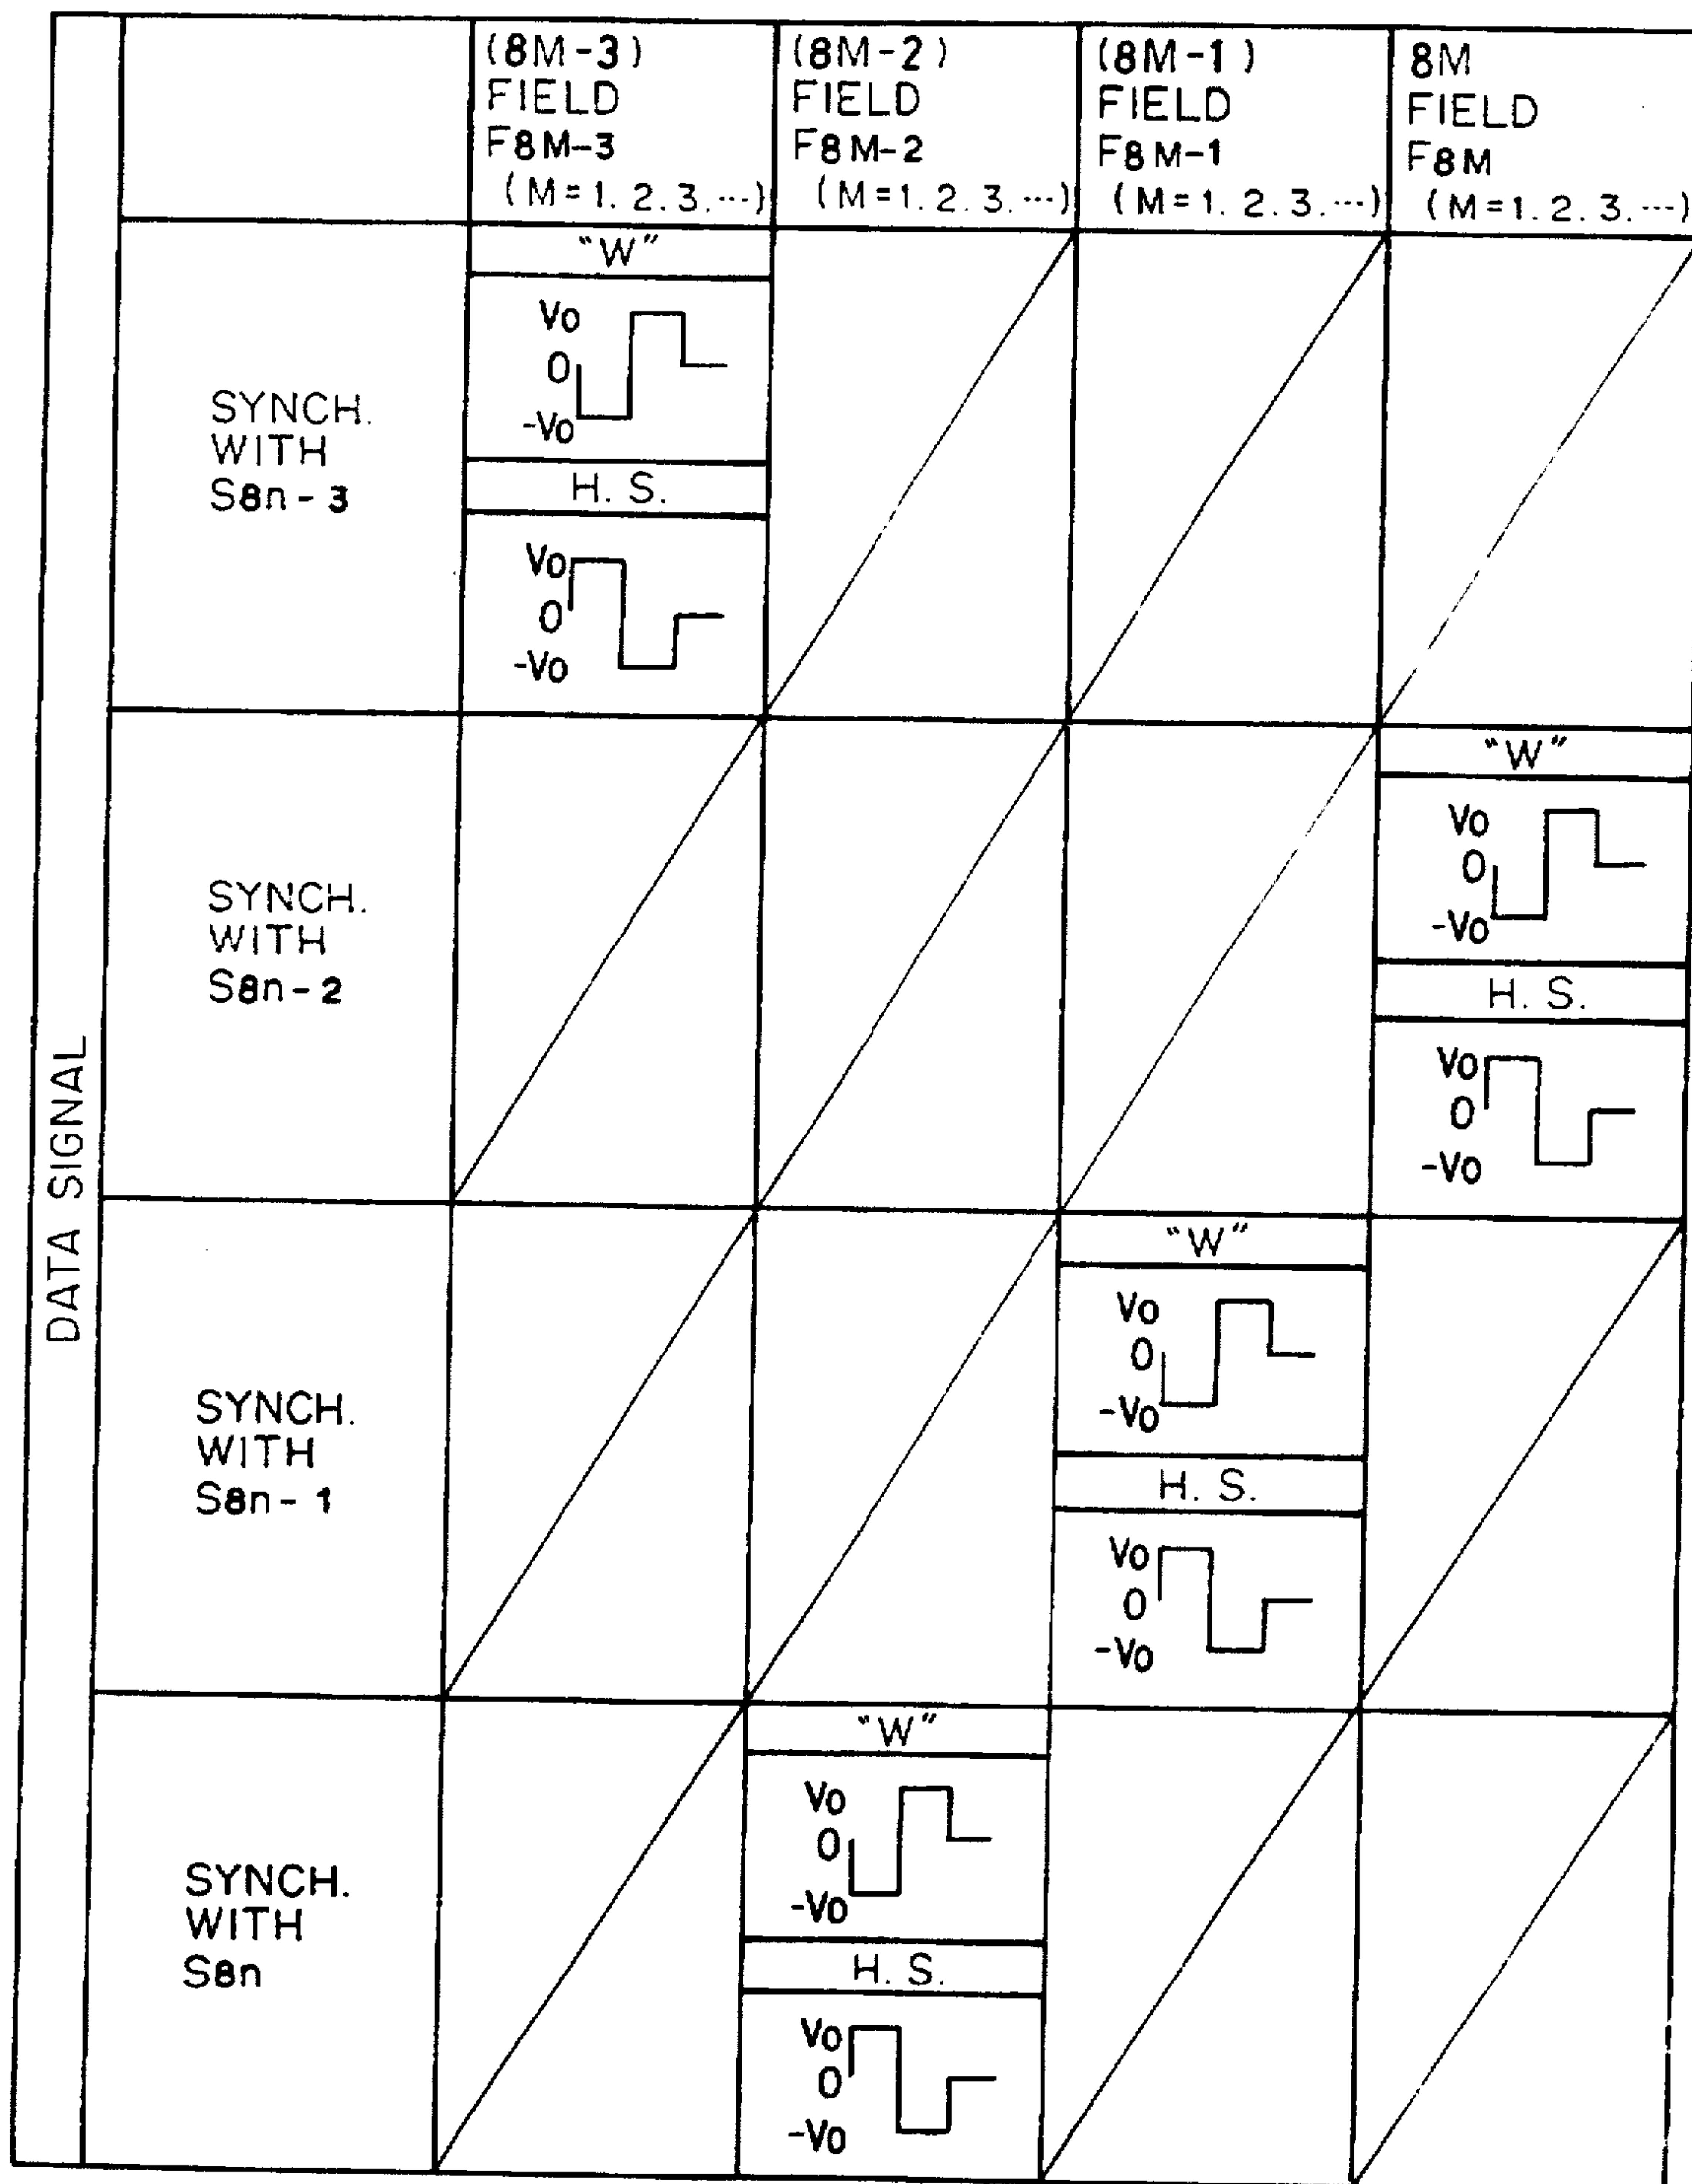 (8M-3)
FIELD
F8M-3
(M=1.2.3.…)
(8M-2)
FIELD
F8M-2
(M=1.2.3.…)
(8M-1)
FIELD
F8M-1
(M=1.2.3.…)
8M
FIELD
F8M
(M=1.2.3.…)
DATA SIGNAL
SYNCH.
WITH
S8n-3
"W"
Vo
0
-Vo
H. S.
Vo
0
-Vo
SYNCH.
WITH
S8n-2
"W"
Vo
0
-Vo
H. S.
Vo
0
-Vo
SYNCH.
WITH
S8n-1
"W"
Vo
0
-Vo
H. S.
Vo
0
-Vo
SYNCH.
WITH
S8n
"W"
Vo
0
-Vo
H. S.
Vo
0
-Vo